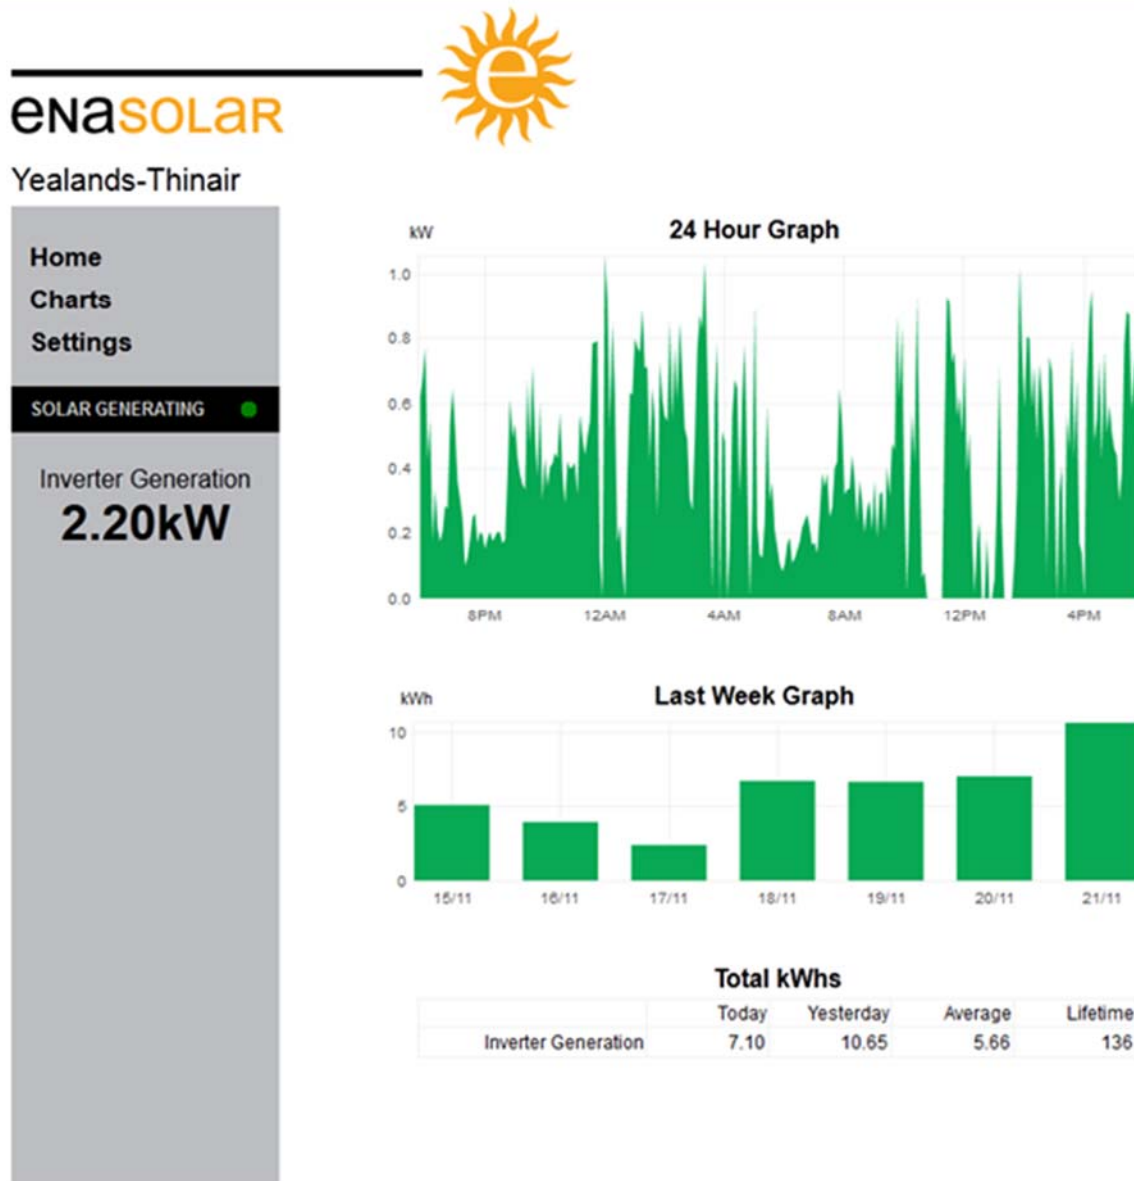 e
eNaSOLaR
Yealands-Thinair
Home
Charts
Settings
SOLAR GENERATING
Inverter Generation
2.20kW
kW
24 Hour Graph
1.0
0.8
0.6
0.4
0.2
0.0
8PM 12AM 4AM 8AM 12PM 4PM
kWh
Last Week Graph
10
5
0
15/11 16/11 17/11 18/11 19/11 20/11 21/11
Total kWhs
Today Yesterday Average Lifetime
Inverter Generation 7.10 10.65 5.66 136